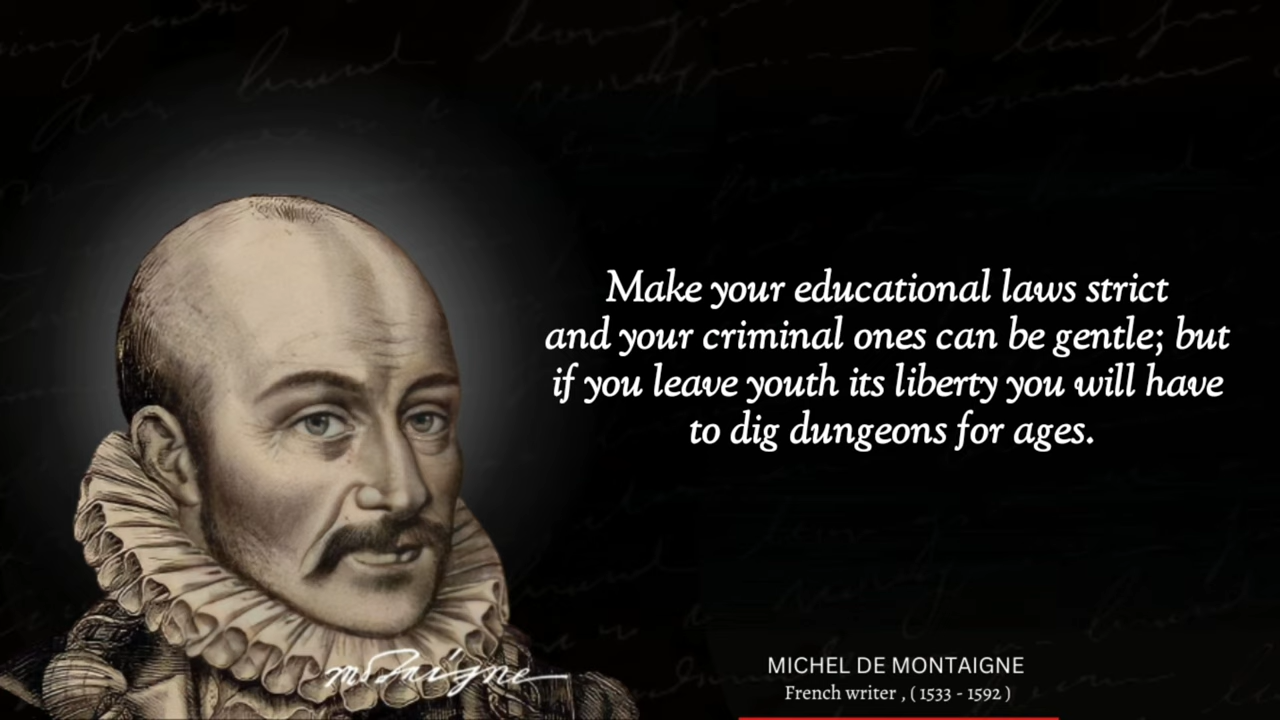 Make your educational laws strict
and your criminal ones can be gentle; but
if you leave youth its liberty you will have
to dig dungeons for ages.
MICHEL DE MONTAIGNE
French writer , ( 1533 - 1592 )